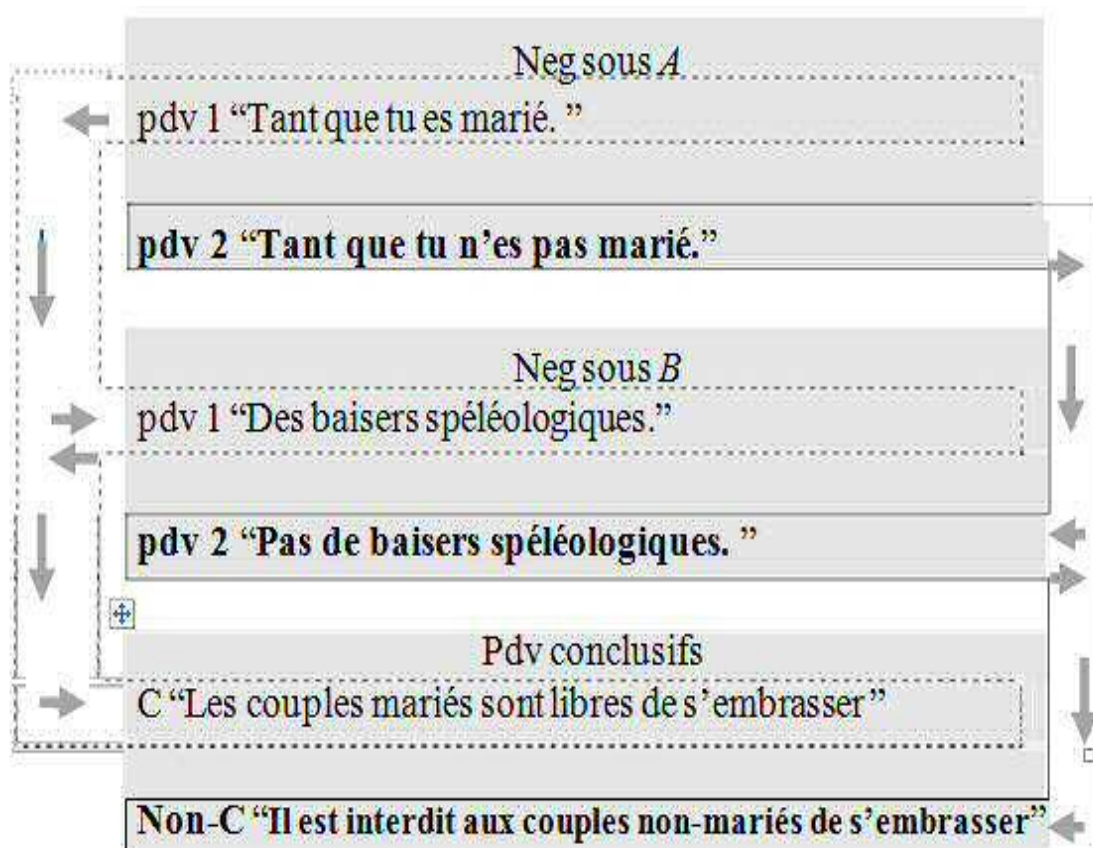 Neg sous A
pdv 1 “Tant que tu es marié. ”
pdv 2 “Tant que tu n’es pas marié.”
Neg sous B
pdv 1 “Des baisers spéléologiques.”
pdv 2 “Pas de baisers spéléologiques. ”
Pdv conclusifs
C “Les couples mariés sont libres de s’embrasser”
Non-C “Il est interdit aux couples non-mariés de s’embrasser”